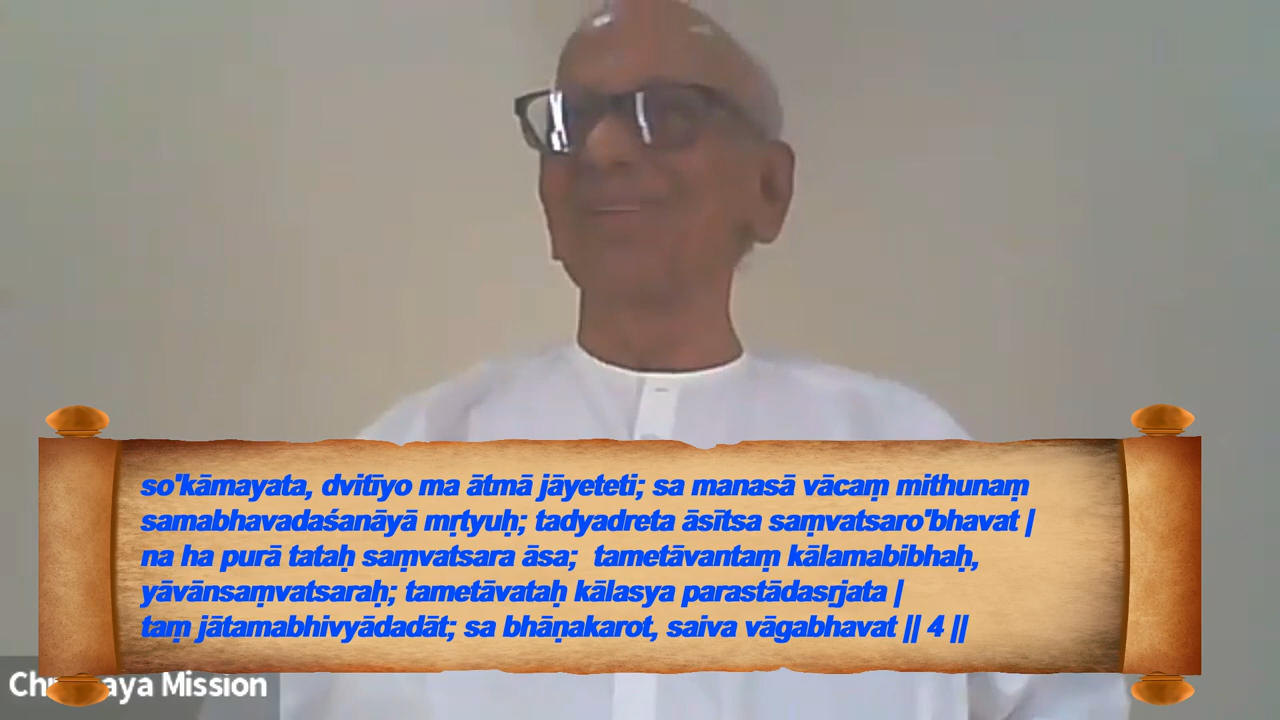 so'kāmayata, dvitīyo ma ātmā jāyeteti; sa manasā vācaṃ mithunaṃ
samabhavadaśanāyā mṛtyuḥ; tadyadreta āsītsa saṃvatsaro'bhavat |
na ha purā tataḥ saṃvatsara āsa; tametāvantaṃ kālamabibhaḥ,
yāvānsaṃvatsaraḥ; tametāvataḥ kālasya parastādasṛjata |
taṃ jātamabhivyādadāt; sa bhāṇakarot, saiva vāgabhavat || 4 ||
Mission